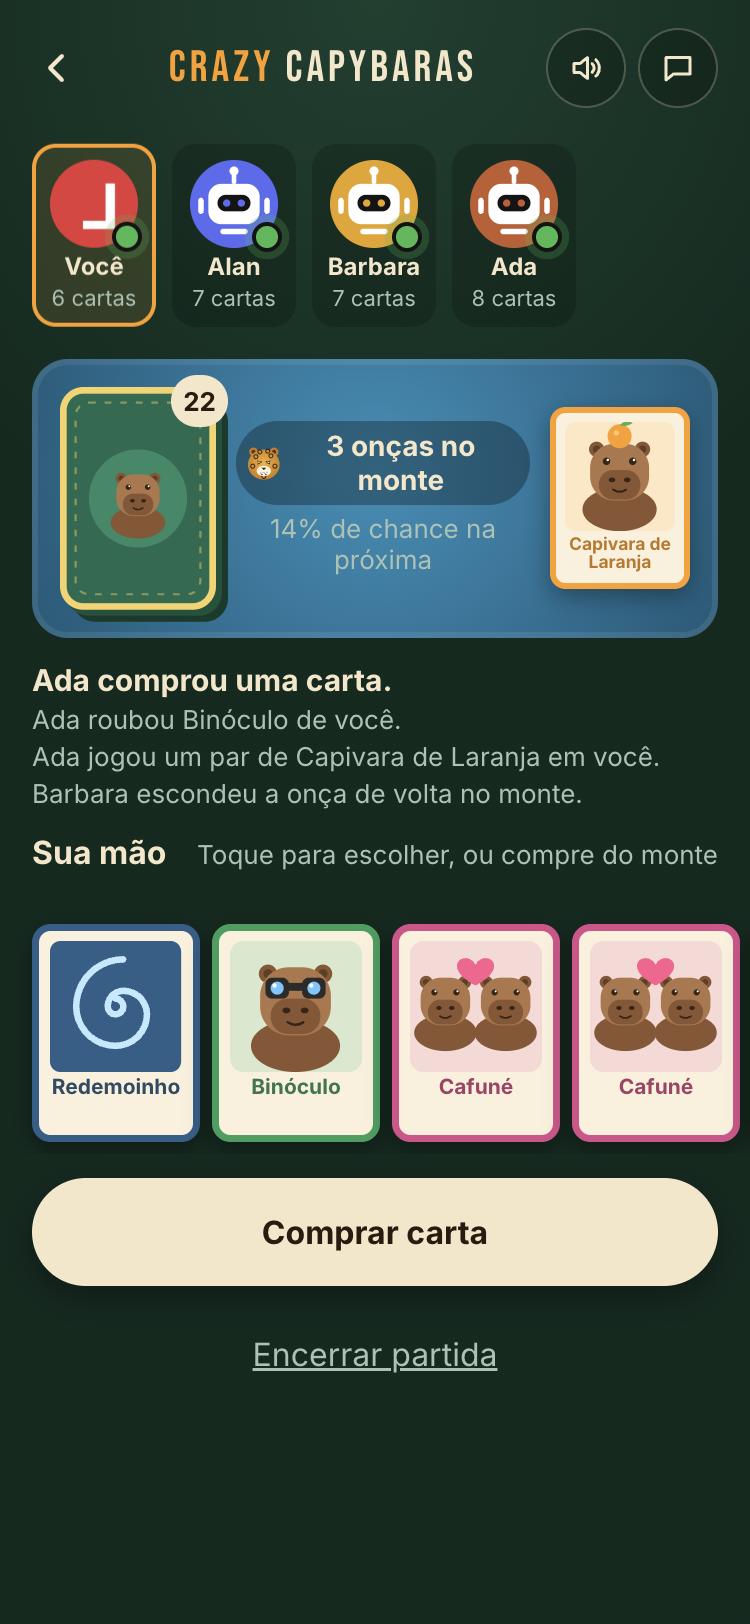 CRAZY CAPYBARAS
Você
6 cartas
Alan
7 cartas
Barbara
7 cartas
Ada
8 cartas
22
3 onças no
monte
14% de chance na
próxima
Capivara de
Laranja
Ada comprou uma carta.
Ada roubou Binóculo de você.
Ada jogou um par de Capivara de Laranja em você.
Barbara escondeu a onça de volta no monte.
Sua mão
Toque para escolher, ou compre do monte
Redemoinho
Binóculo
Cafuné
Cafuné
Comprar carta
Encerrar partida